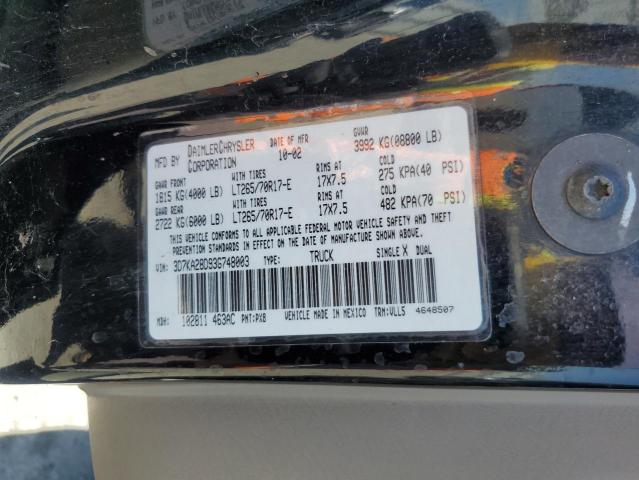 MFD BY DAIMLERCHRYSLER CORPORATION DATE OF MFR 10-02 GVWR 3992 KG(08800 LB)
GAWR FRONT WITH TIRES RIMS AT COLD
1815 KG(4000 LB) LT265/70R17-E 17X7.5 275 KPA(40 PSI)
GAWR REAR WITH TIRES RIMS AT COLD
2722 KG(6000 LB) LT265/70R17-E 17X7.5 482 KPA(70 PSI)
THIS VEHICLE CONFORMS TO ALL APPLICABLE FEDERAL MOTOR VEHICLE SAFETY AND THEFT
PREVENTION STANDARDS IN EFFECT ON THE DATE OF MANUFACTURE SHOWN ABOVE.
VIN: 3D7KA28D93G748003 TYPE: TRUCK SINGLE X DUAL
MDH: 102811 463AC PNT:PXB VEHICLE MADE IN MEXICO TRM:VLL5 4648507